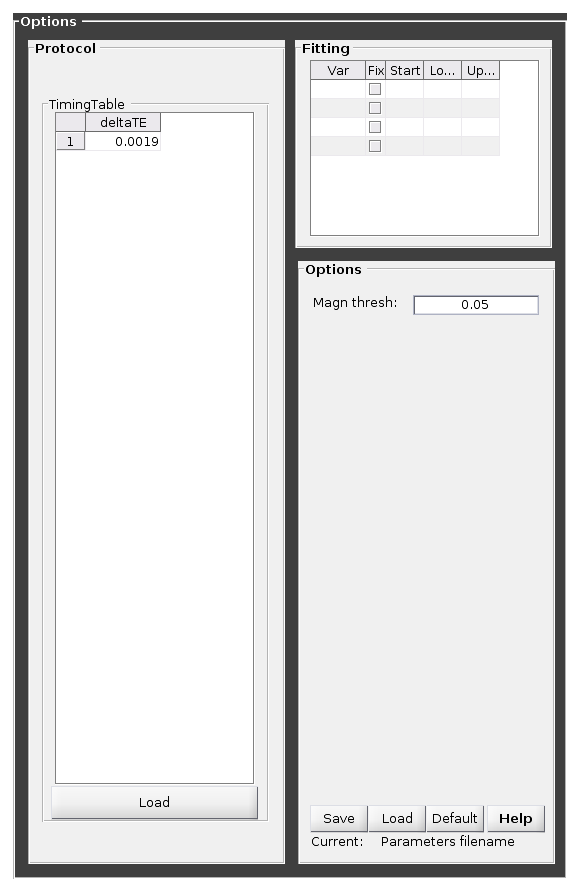 Options
Protocol
TimingTable
deltaTE
1 0.0019
Load
Fitting
Var Fix Start Lo... Up...
Options
Magn thresh: 0.05
Save Load Default Help
Current: Parameters filename